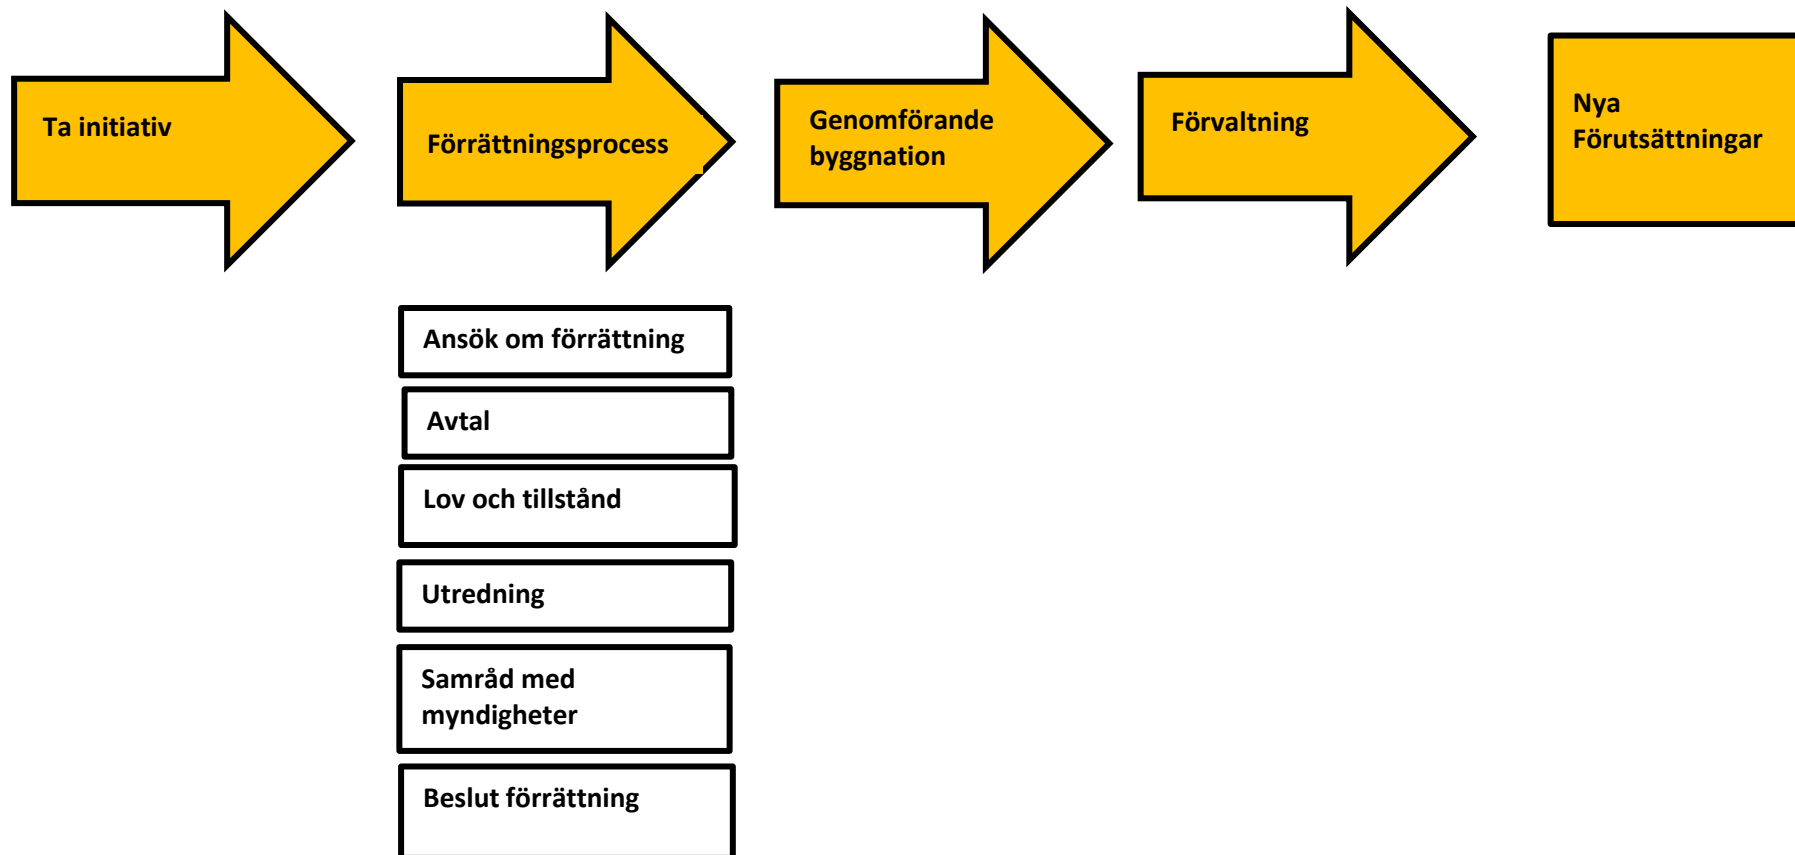 Ta initiativ
Förrättningsprocess
Genomförande
byggnation
Förvaltning
Nya
Förutsättningar
Ansök om förrättning
Avtal
Lov och tillstånd
Utredning
Samråd med
myndigheter
Beslut förrättning